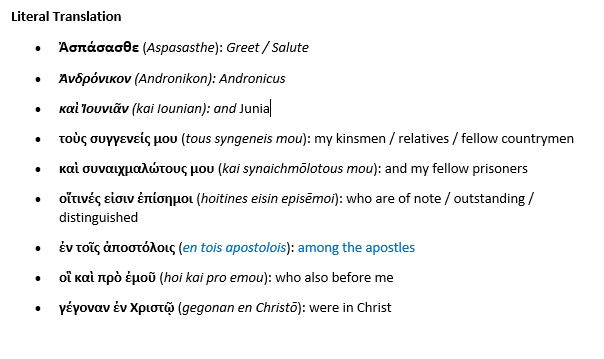 Literal Translation
• Ἀσπάσασθε (Aspasasthe): Greet / Salute
• Ἀνδρόνικον (Andronikon): Andronicus
• καὶ Ἰουνιᾶν (kai Iounian): and Junia
• τοὺς συγγενείς μου (tous syngeneis mou): my kinsmen / relatives / fellow countrymen
• καὶ συναιχμαλώτους μου (kai synaichmōlotous mou): and my fellow prisoners
• οἵτινές εἰσιν ἐπίσημοι (hoitines eisin episēmoi): who are of note / outstanding /
distinguished
• ἐν τοῖς ἀποστόλοις (en tois apostolois): among the apostles
• οἳ καὶ πρὸ ἐμοῦ (hoi kai pro emou): who also before me
• γέγοναν ἐν Χριστῷ (gegonan en Christō): were in Christ